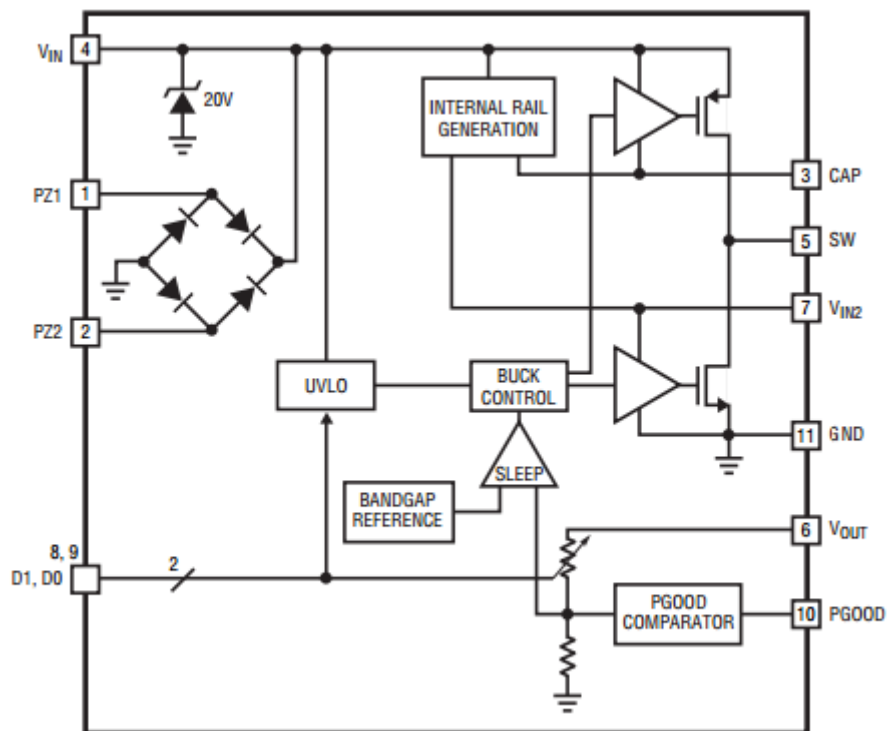 VIN 4
20V
INTERNAL RAIL
GENERATION
3 CAP
PZ1 1
5 SW
7 VIN2
PZ2 2
UVLO
BUCK
CONTROL
11 GND
SLEEP
BANDGAP
REFERENCE
6 VOUT
8, 9
D1, D0
2
PGOOD
COMPARATOR
10 PGOOD